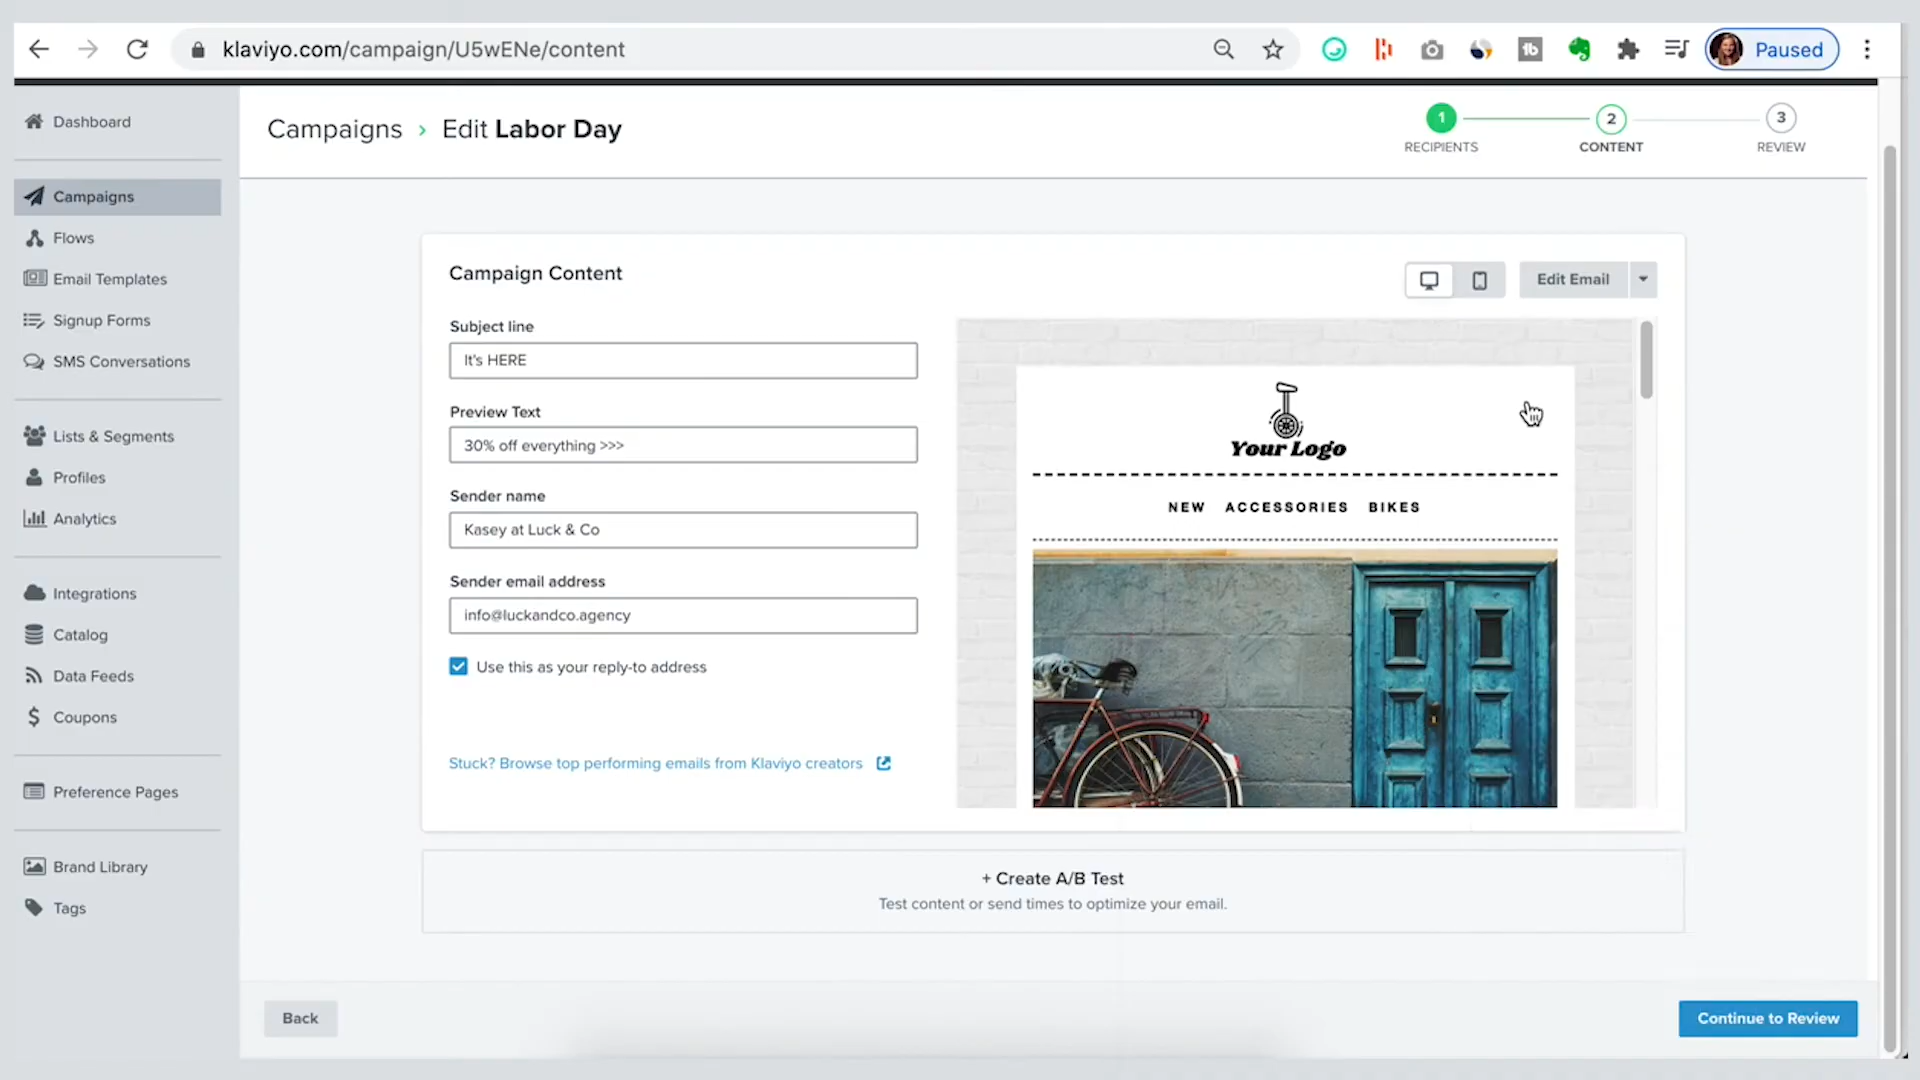 klaviyo.com/campaign/U5wENe/content
Paused
Dashboard
Campaigns
Flows
Email Templates
Signup Forms
SMS Conversations
Lists & Segments
Profiles
Analytics
Integrations
Catalog
Data Feeds
Coupons
Preference Pages
Brand Library
Tags
Campaigns › Edit Labor Day
1
RECIPIENTS
2
CONTENT
3
REVIEW
Campaign Content
Edit Email
Subject line
It's HERE
Preview Text
30% off everything >>>
Sender name
Kasey at Luck & Co
Sender email address
info@luckandco.agency
Use this as your reply-to address
Stuck? Browse top performing emails from Klaviyo creators
Your Logo
NEW ACCESSORIES BIKES
+ Create A/B Test
Test content or send times to optimize your email.
Back
Continue to Review